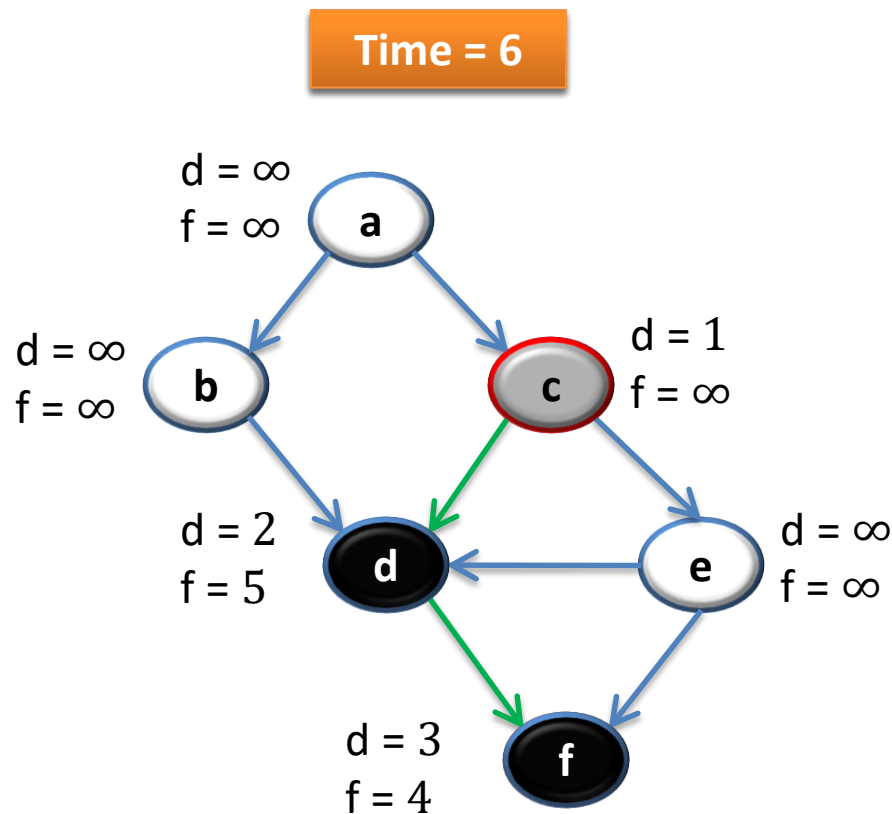 Time = 6
d = ∞
f = ∞
a
d = ∞
f = ∞
b
c
d = 1
f = ∞
d = 2
f = 5
d
e
d = ∞
f = ∞
d = 3
f = 4
f